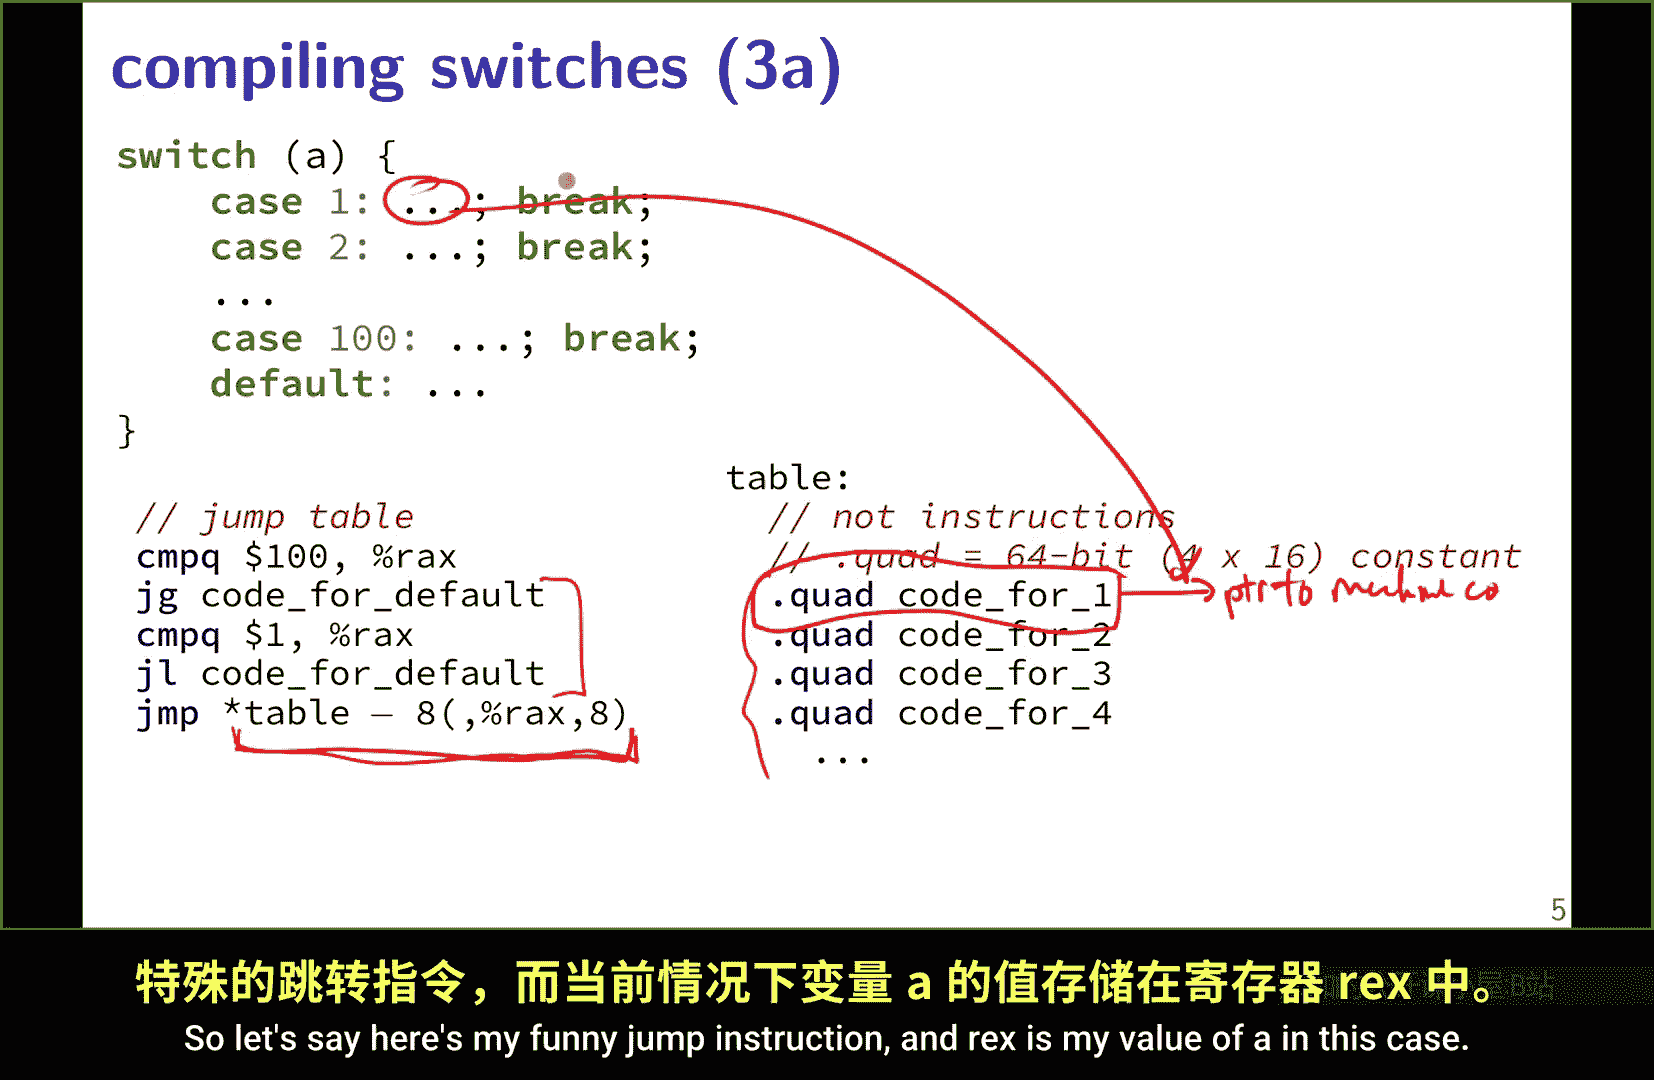 compiling switches (3a)
switch (a) {
case 1: ...; break;
case 2: ...; break;
...
case 100: ...; break;
default: ...
}
// jump table
cmpq $100, %rax
jg code_for_default
cmpq $1, %rax
jl code_for_default
jmp *table − 8(,%rax,8)
table:
// not instructions
// .quad = 64-bit (4 x 16) constant
.quad code_for_1
ptr to machine co
.quad code_for_2
.quad code_for_3
.quad code_for_4
...
5
特殊的跳转指令，而当前情况下变量 a 的值存储在寄存器 rex 中。
So let's say here's my funny jump instruction, and rex is my value of a in this case.